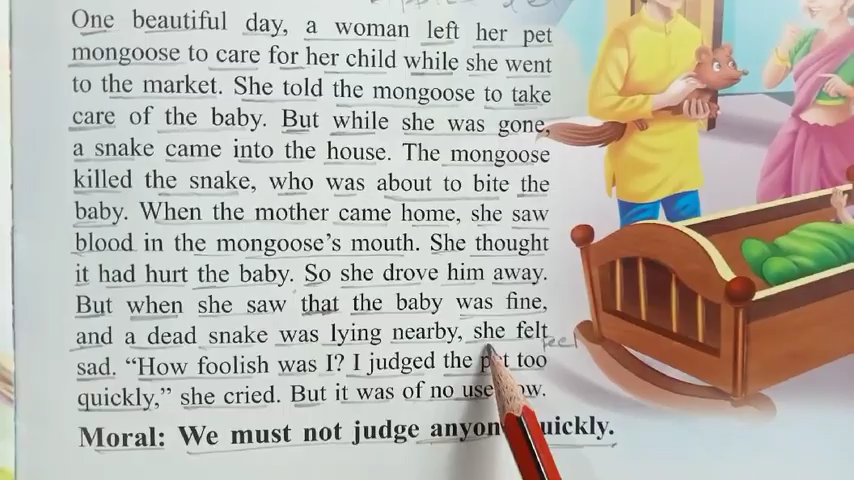 One beautiful day, a woman left her pet
mongoose to care for her child while she went
to the market. She told the mongoose to take
care of the baby. But while she was gone,
a snake came into the house. The mongoose
killed the snake, who was about to bite the
baby. When the mother came home, she saw
blood in the mongoose's mouth. She thought
it had hurt the baby. So she drove him away.
But when she saw that the baby was fine,
and a dead snake was lying nearby, she felt
feel
sad. “How foolish was I? I judged the pet too
quickly,” she cried. But it was of no use
Moral: We must not judge